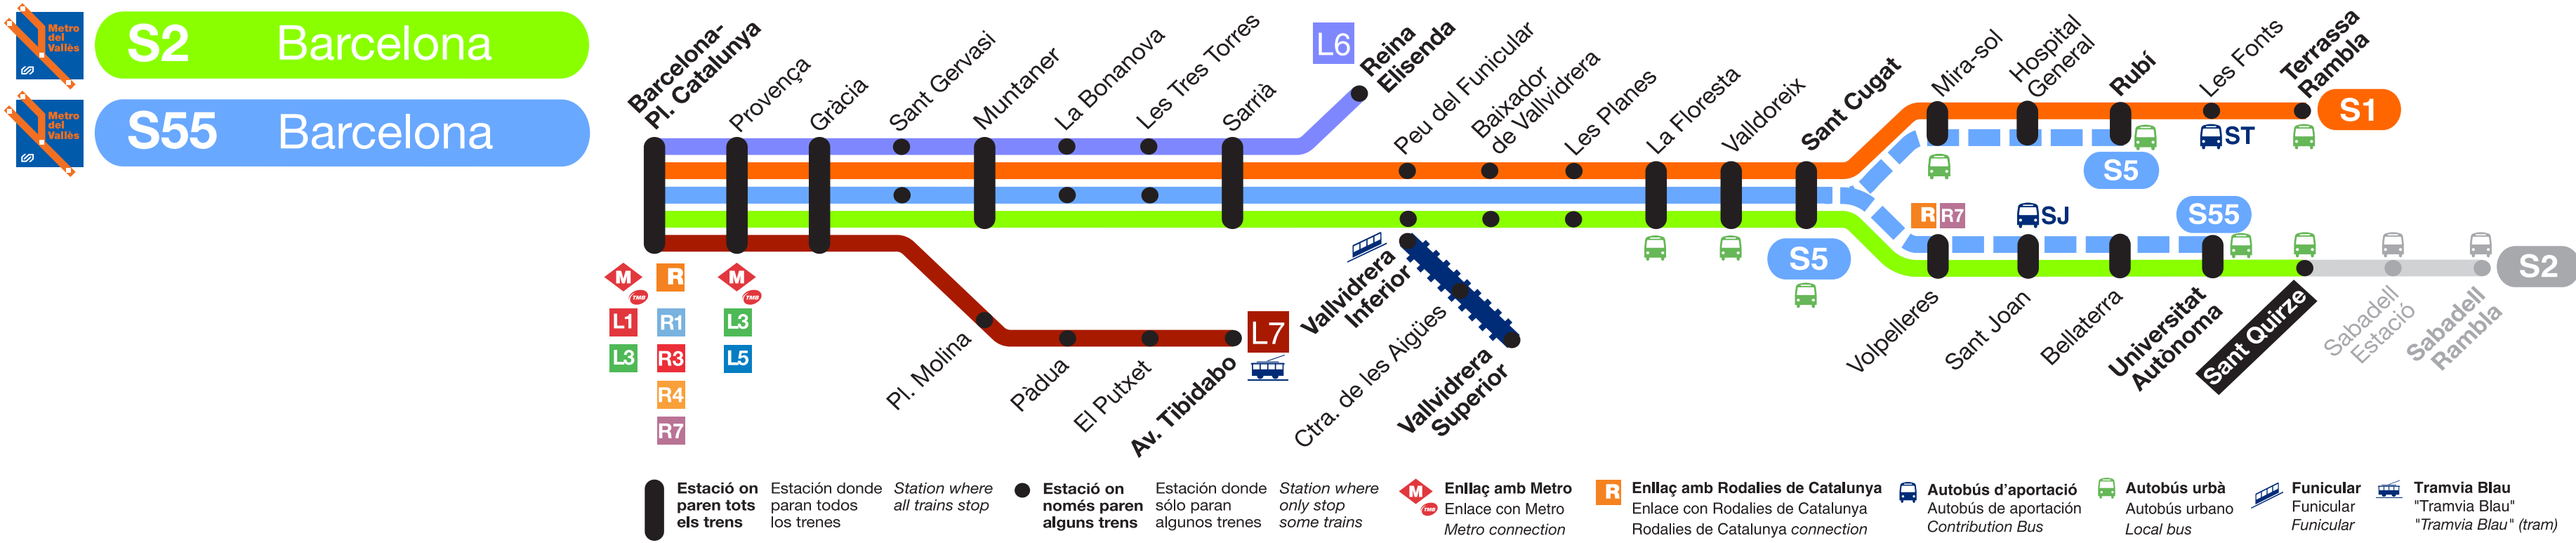 Metro
del
Vallès
S2 Barcelona
Metro
del
Vallès
S55 Barcelona
Barcelona-
Pl. Catalunya
Provença
Gràcia
Sant Gervasi
Muntaner
La Bonanova
Les Tres Torres
Sarrià
L6
Reina
Elisenda
Peu del Funicular
Baixador
de Vallvidrera
Les Planes
La Floresta
Valldoreix
Sant Cugat
Mira-sol
Hospital
General
Rubí
Les Fonts
Terrassa
Rambla
S1
ST
S5
R R7
SJ
S55
S5
S2
M
TMB
R
L1
R1
L3
R3
R4
R7
M
TMB
L3
L5
Pl. Molina
Pàdua
El Putxet
Av. Tibidabo
L7
Vallvidrera
Inferior
Ctra. de les Aigües
Vallvidrera
Superior
Volpelleres
Sant Joan
Bellaterra
Universitat
Autònoma
Sant Quirze
Sabadell
Estació
Sabadell
Rambla
Estació on
paren tots
els trens
Estación donde
paran todos
los trenes
Station where
all trains stop
Estació on
només paren
alguns trens
Estación donde
sólo paran
algunos trenes
Station where
only stop
some trains
M
TMB
Enllaç amb Metro
Enlace con Metro
Metro connection
R
Enllaç amb Rodalies de Catalunya
Enlace con Rodalies de Catalunya
Rodalies de Catalunya connection
Autobús d'aportació
Autobús de aportación
Contribution Bus
Autobús urbà
Autobús urbano
Local bus
Funicular
Funicular
Funicular
Tramvia Blau
"Tramvia Blau"
"Tramvia Blau" (tram)